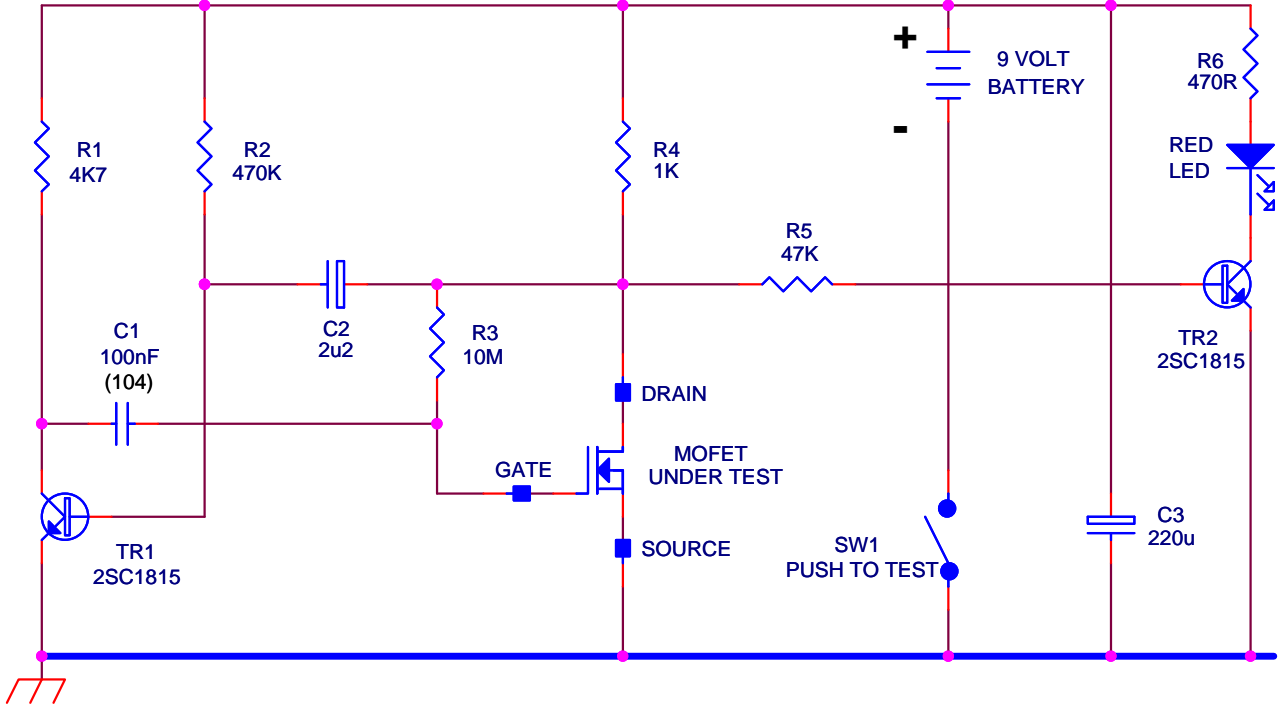 +
9 VOLT
BATTERY
-
R6
470R
RED
LED
R1
4K7
R2
470K
R4
1K
R5
47K
C1
100nF
(104)
C2
2u2
R3
10M
TR2
2SC1815
DRAIN
GATE
MOFET
UNDER TEST
SOURCE
TR1
2SC1815
SW1
PUSH TO TEST
C3
220u